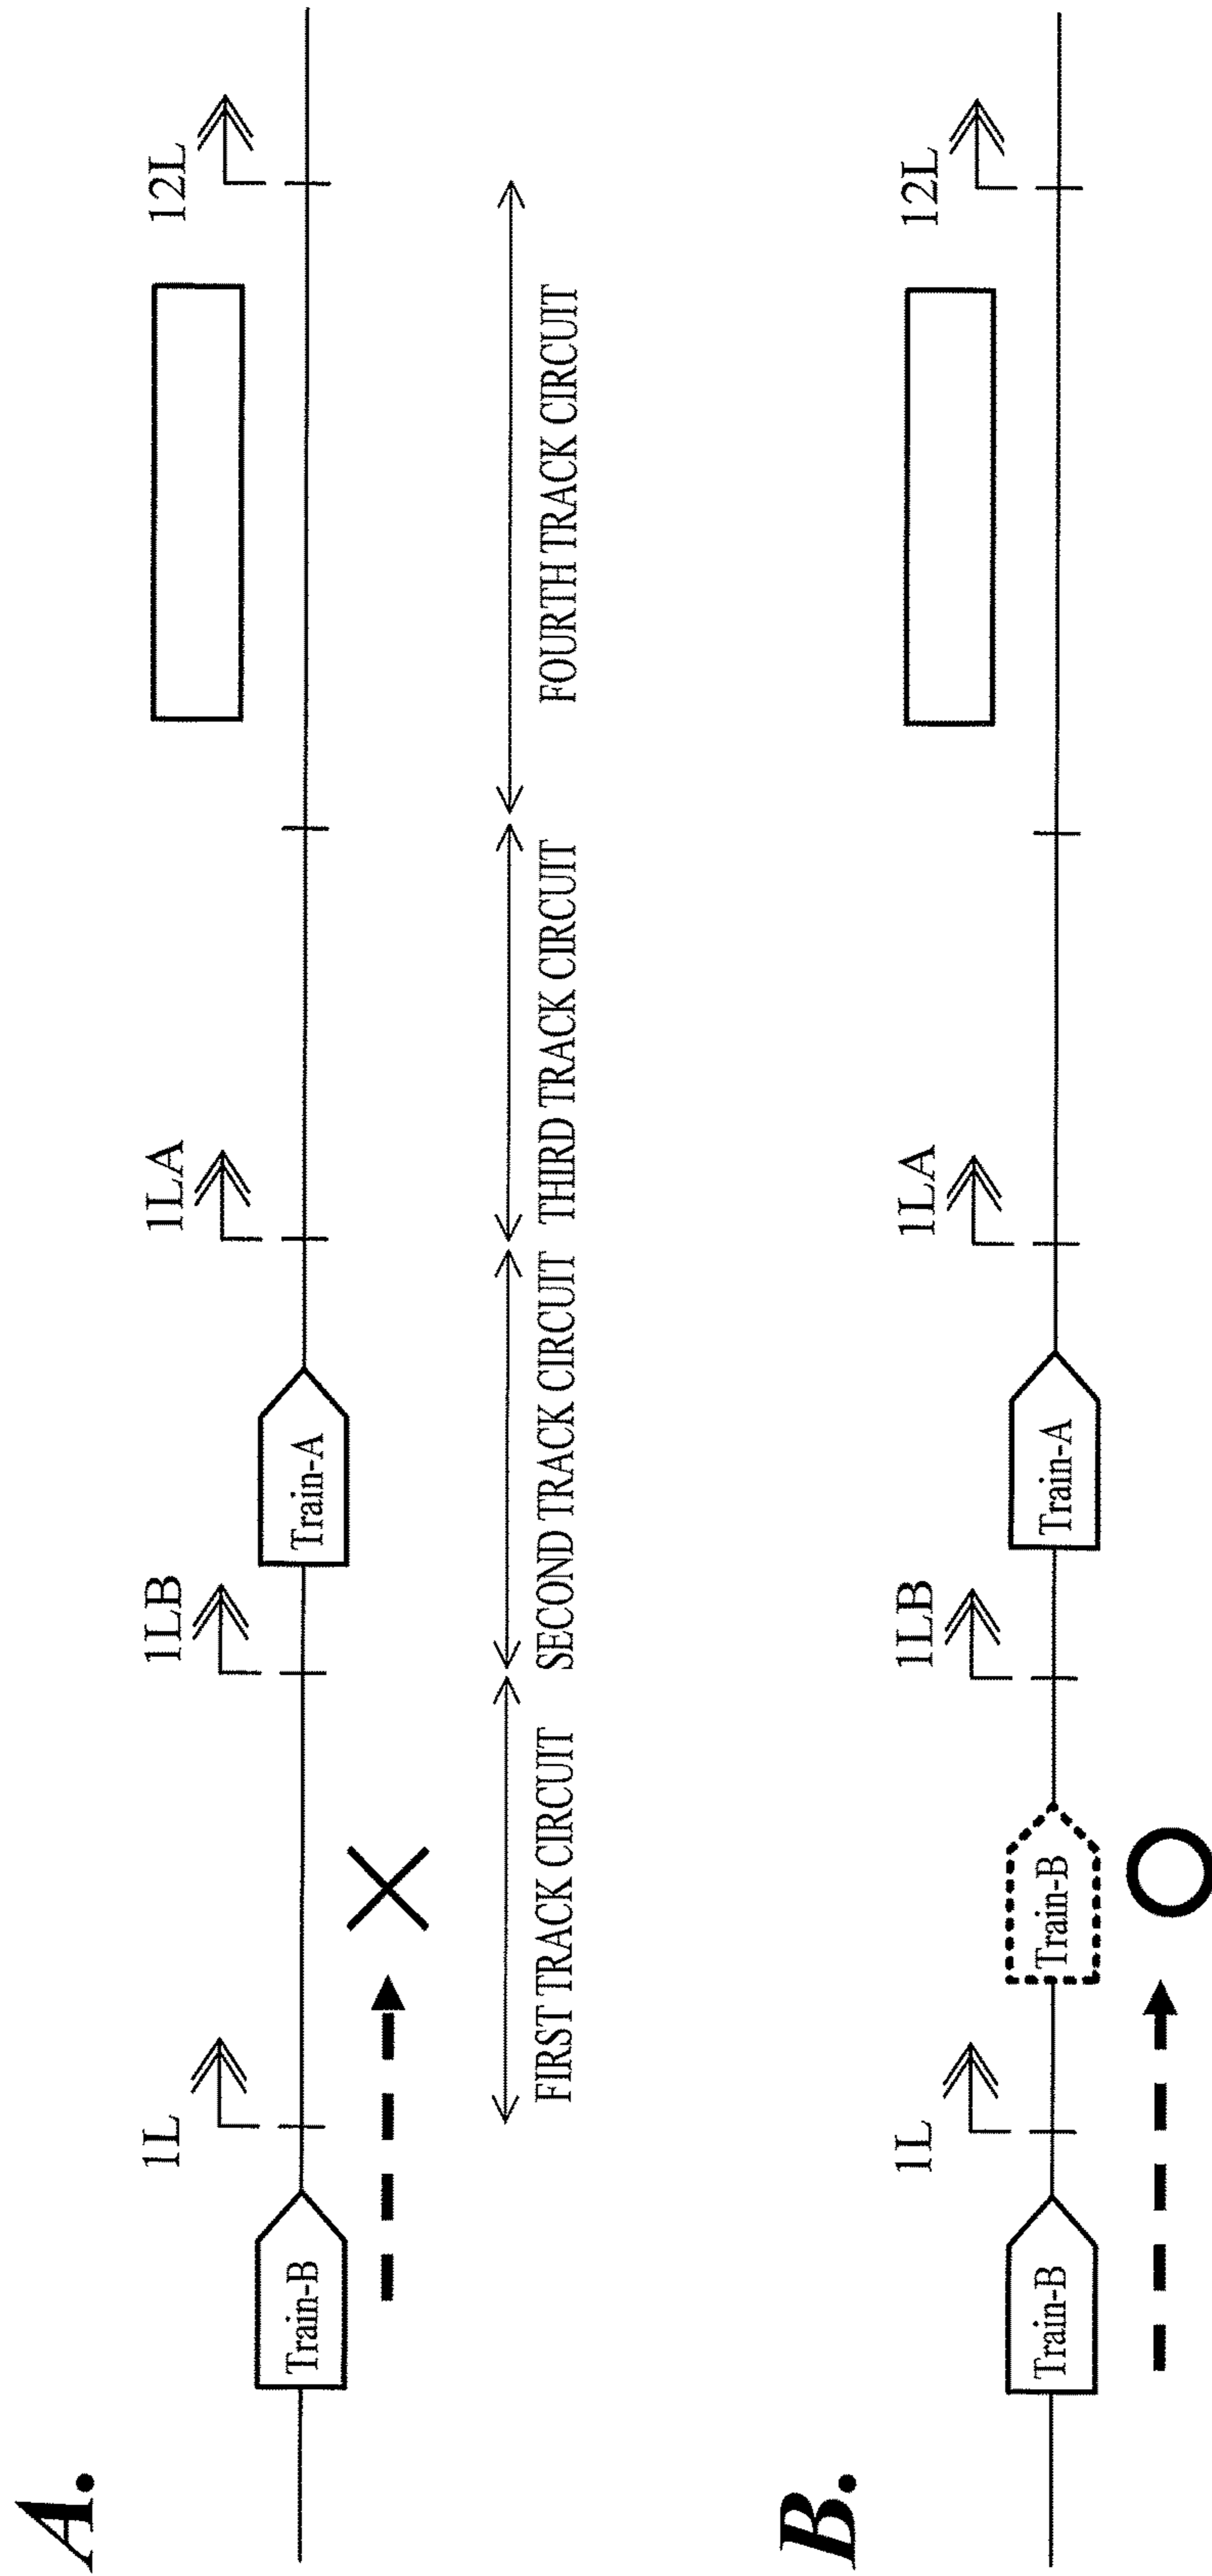 A.
1L
1LB
1LA
12L
Train-B
Train-A
FIRST TRACK CIRCUIT
SECOND TRACK CIRCUIT
THIRD TRACK CIRCUIT
FOURTH TRACK CIRCUIT
B.
1L
1LB
1LA
12L
Train-B
Train-B
Train-A